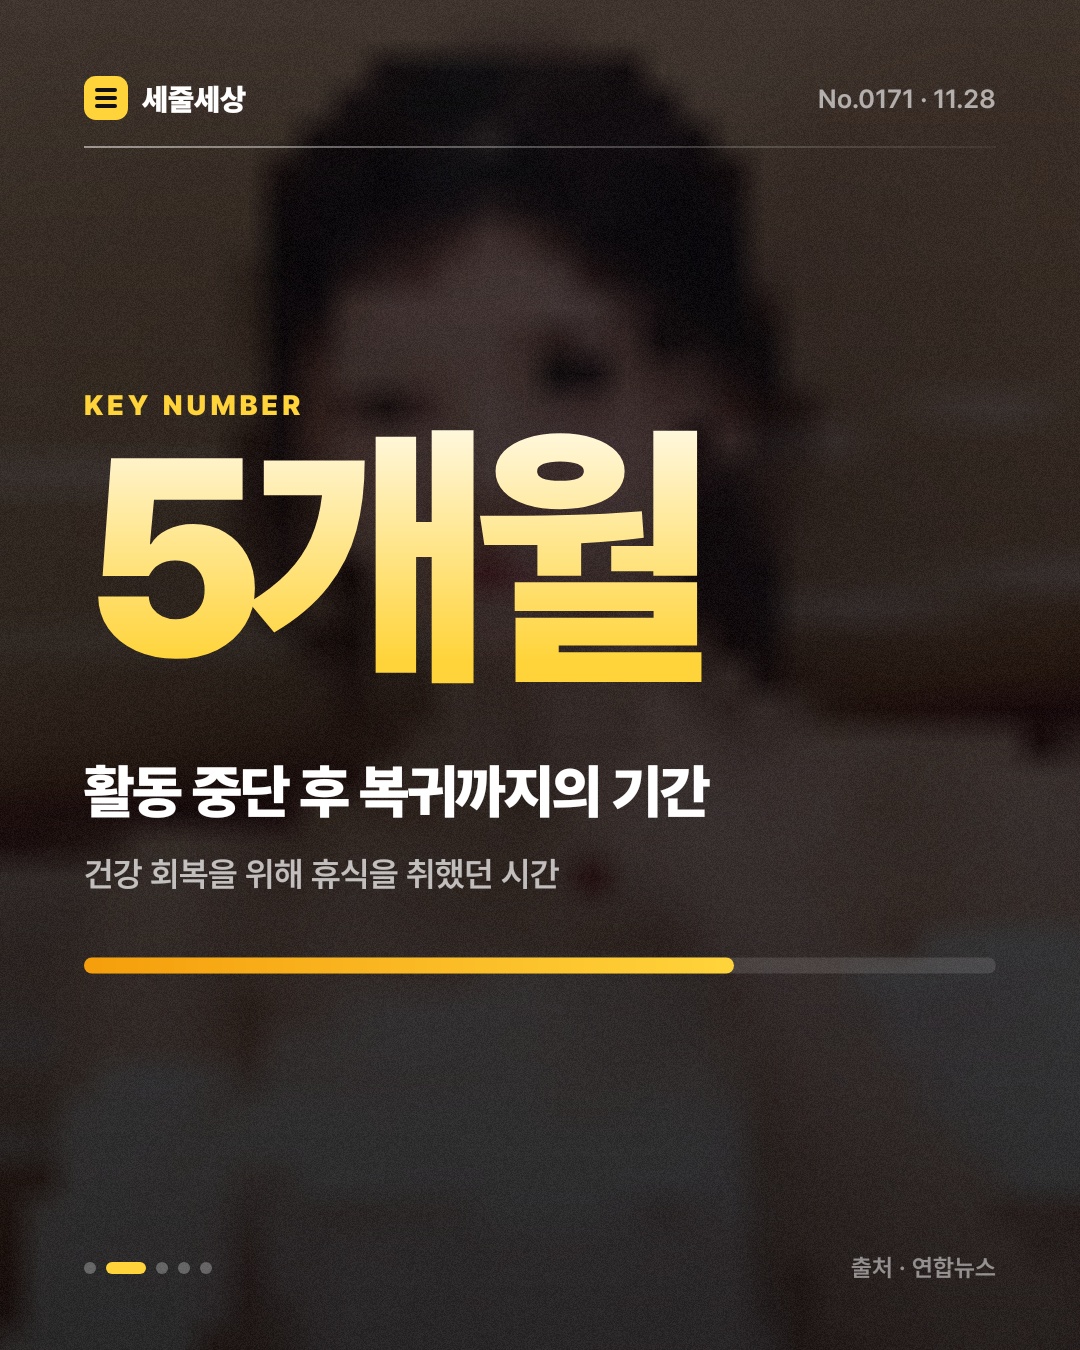 세줄세상
No.0171 · 11.28
KEY NUMBER
5개월
활동 중단 후 복귀까지의 기간
건강 회복을 위해 휴식을 취했던 시간
출처 · 연합뉴스